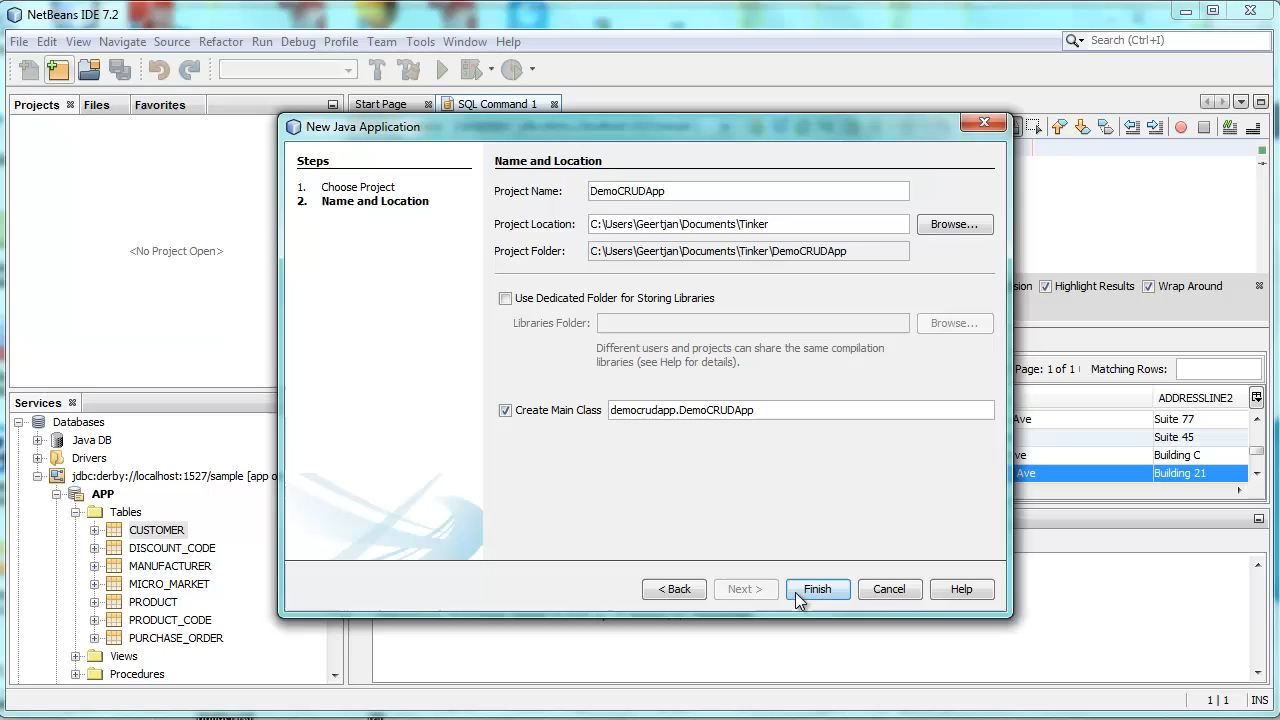 NetBeans IDE 7.2
File Edit View Navigate Source Refactor Run Debug Profile Team Tools Window Help
Search (Ctrl+I)
Projects Files Favorites
Start Page SQL Command 1
<No Project Open>
New Java Application
Steps
1. Choose Project
2. Name and Location
Name and Location
Project Name: DemoCRUDApp
Project Location: C:\Users\Geertjan\Documents\Tinker Browse...
Project Folder: C:\Users\Geertjan\Documents\Tinker\DemoCRUDApp
Use Dedicated Folder for Storing Libraries
Libraries Folder: Browse...
Different users and projects can share the same compilation
libraries (see Help for details).
Create Main Class democrudapp.DemoCRUDApp
< Back Next > Finish Cancel Help
Highlight Results Wrap Around
Page: 1 of 1 Matching Rows:
ADDRESSLINE2
Ave Suite 77
Suite 45
ve Building C
Ave Building 21
Services
Databases
Java DB
Drivers
jdbc:derby://localhost:1527/sample [app o
APP
Tables
CUSTOMER
DISCOUNT_CODE
MANUFACTURER
MICRO_MARKET
PRODUCT
PRODUCT_CODE
PURCHASE_ORDER
Views
Procedures
1 | 1 INS